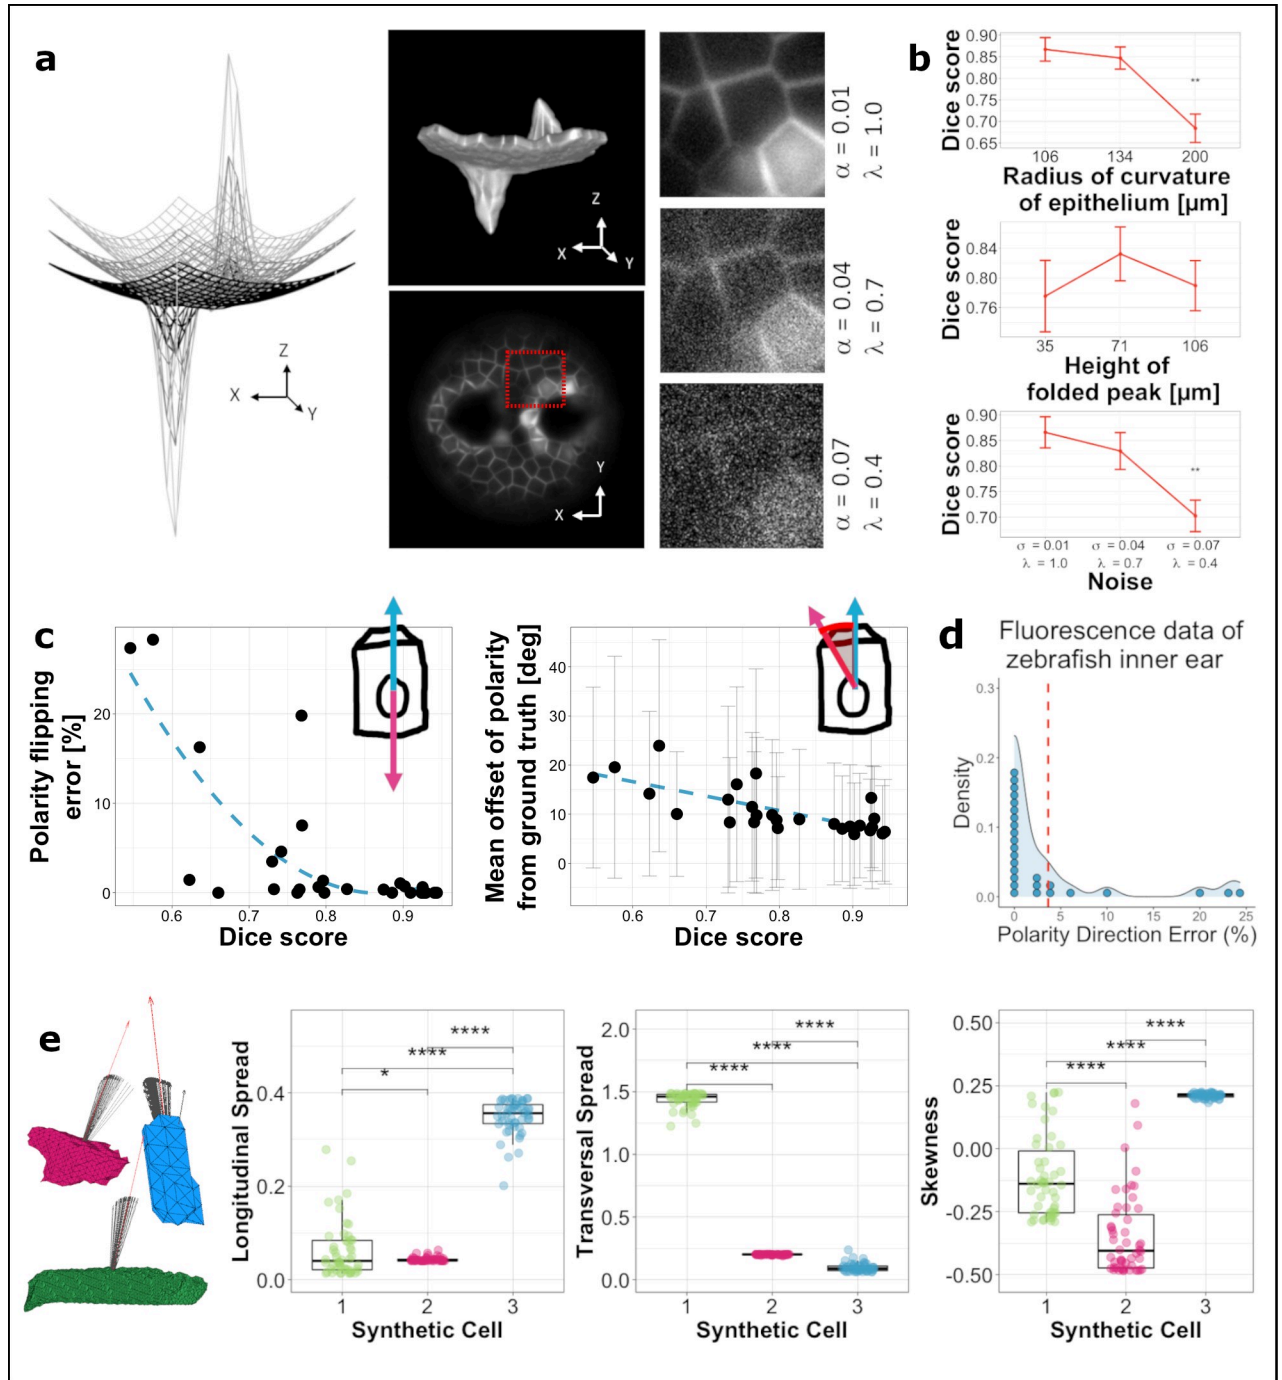 a
Z
X
Y
Z
X
Y
Y
X
α = 0.01
λ = 1.0
α = 0.04
λ = 0.7
α = 0.07
λ = 0.4
b
Dice score
0.90
0.85
0.80
0.75
0.70
0.65
**
106 134 200
Radius of curvature
of epithelium [µm]
Dice score
0.84
0.80
0.76
35 71 106
Height of
folded peak [µm]
Dice score
0.90
0.85
0.80
0.75
0.70
**
σ = 0.01 σ = 0.04 σ = 0.07
λ = 1.0 λ = 0.7 λ = 0.4
Noise
c
Polarity flipping
error [%]
20
10
0
0.6 0.7 0.8 0.9
Dice score
Mean offset of polarity
from ground truth [deg]
40
30
20
10
0
0.6 0.7 0.8 0.9
Dice score
d
Fluorescence data of
zebrafish inner ear
Density
0.3
0.2
0.1
0.0
0 5 10 15 20 25
Polarity Direction Error (%)
e
Longitudinal Spread
0.4
0.2
0.0
****
****
*
1 2 3
Synthetic Cell
Transversal Spread
2.0
1.5
1.0
0.5
0.0
****
****
****
1 2 3
Synthetic Cell
Skewness
0.50
0.25
0.00
-0.25
-0.50
****
****
****
1 2 3
Synthetic Cell